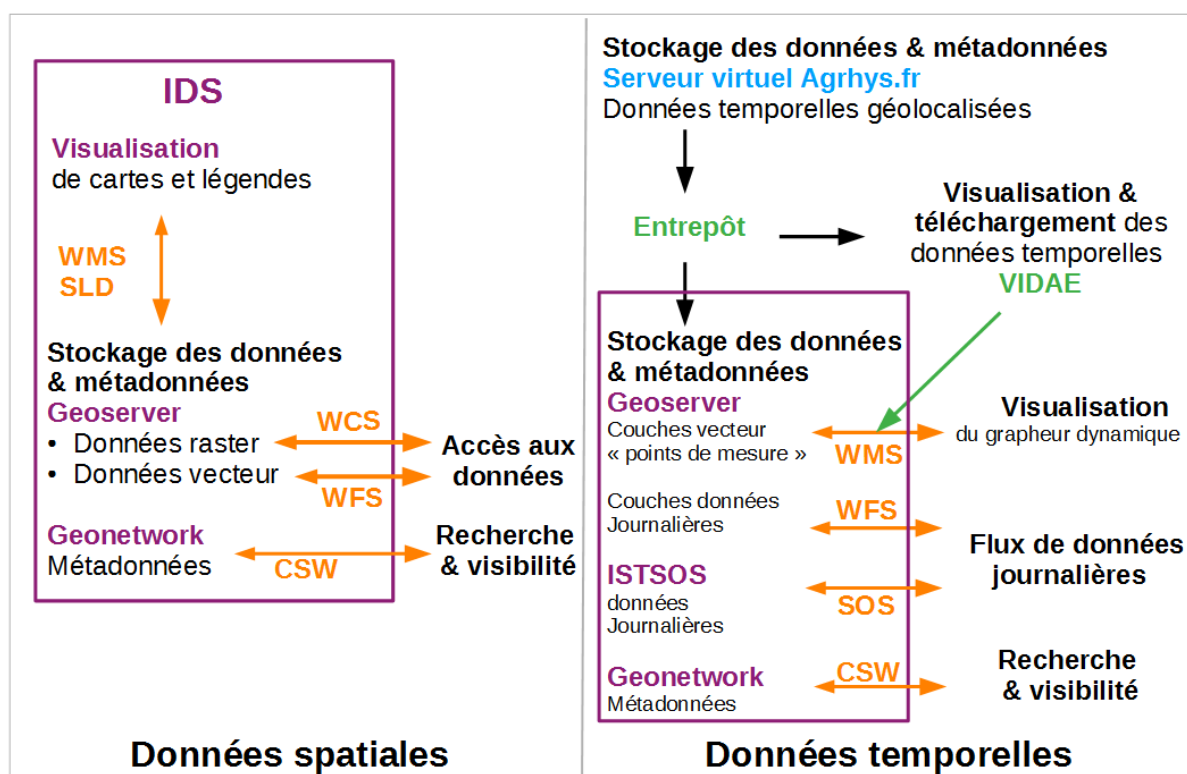 IDS
Visualisation
de cartes et légendes
WMS
SLD
Stockage des données
& métadonnées
Geoserver
• Données raster
• Données vecteur
WCS
WFS
Accès aux
données
Geonetwork
Métadonnées
CSW
Recherche
& visibilité
Données spatiales
Stockage des données & métadonnées
Serveur virtuel Agrhys.fr
Données temporelles géolocalisées
Entrepôt
Visualisation &
téléchargement des
données temporelles
VIDAE
Stockage des données
& métadonnées
Geoserver
Couches vecteur
« points de mesure »
WMS
Visualisation
du grapheur dynamique
Couches données
Journalières
WFS
Flux de données
journalières
ISTSOS
données
Journalières
SOS
Geonetwork
Métadonnées
CSW
Recherche
& visibilité
Données temporelles